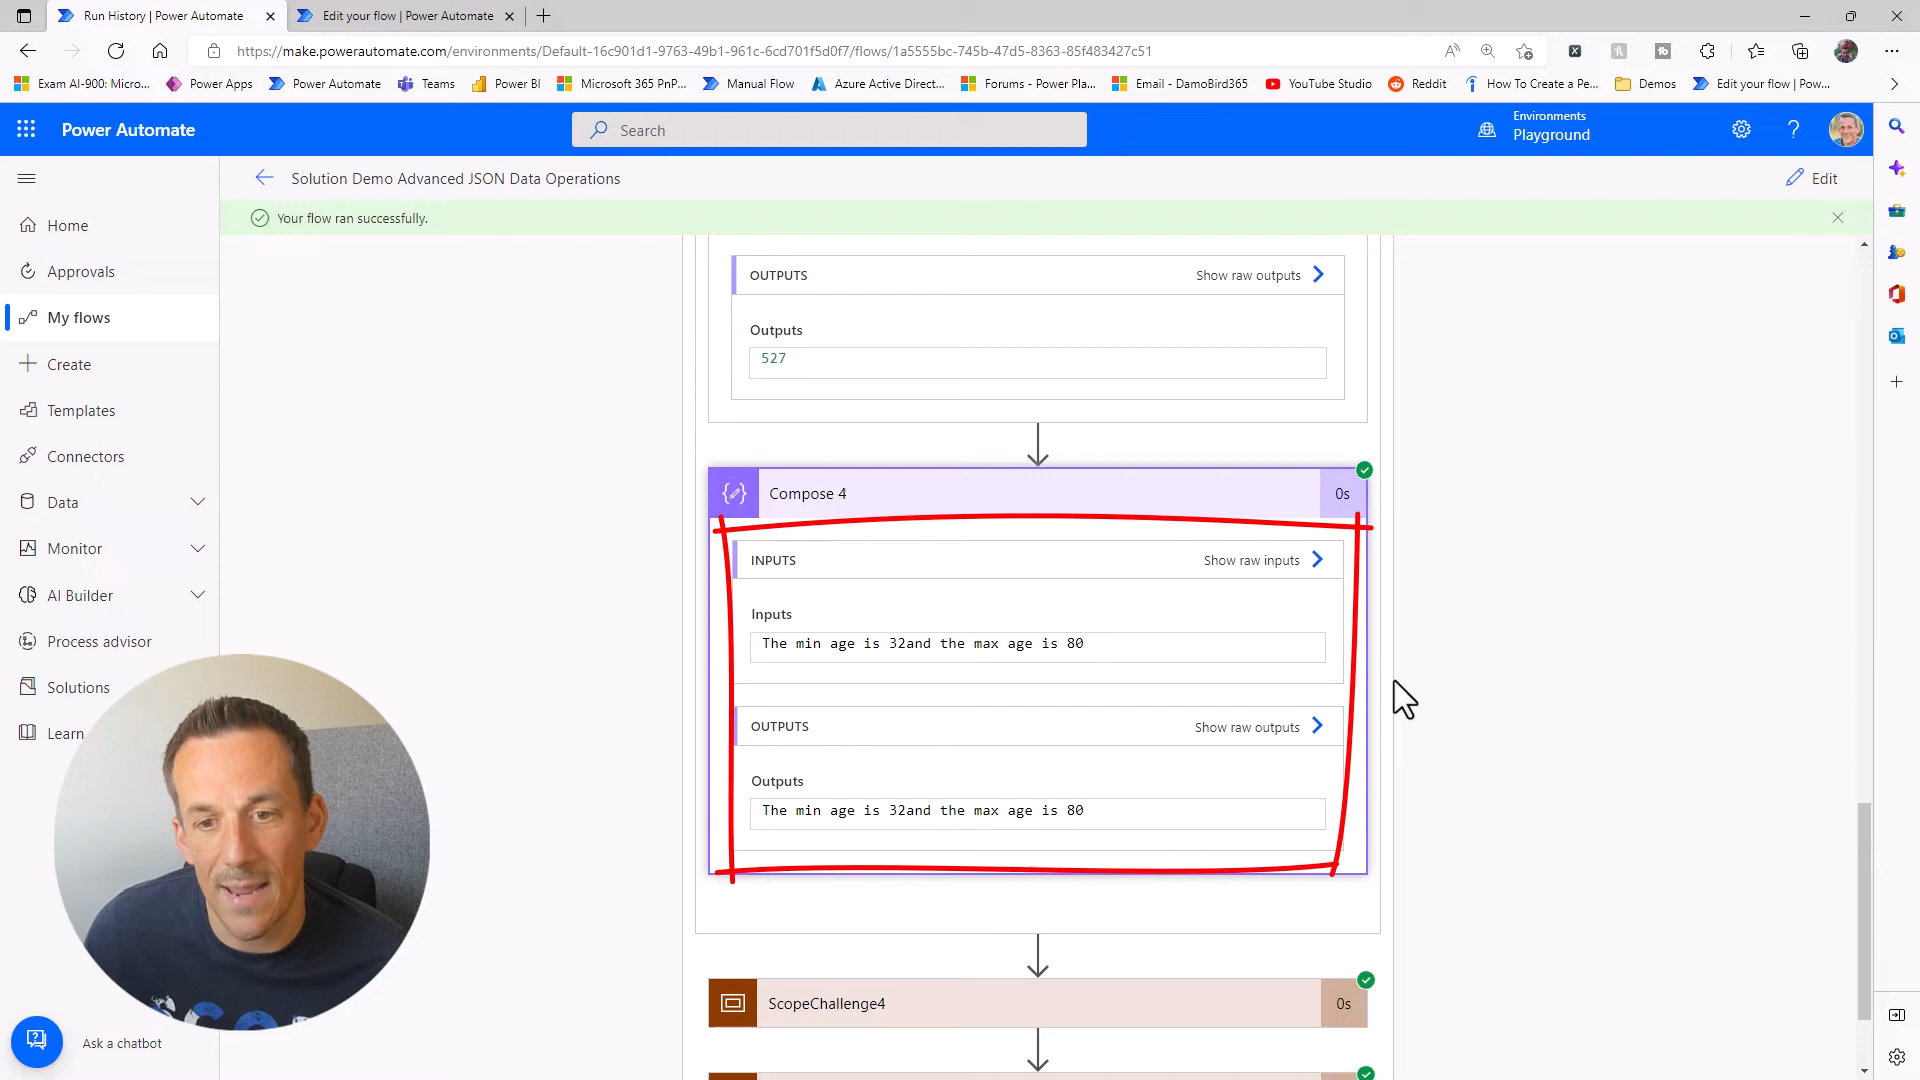 Run History | Power Automate
Edit your flow | Power Automate
https://make.powerautomate.com/environments/Default-16c901d1-9763-49b1-961c-6cd701f5d0f7/flows/1a5555bc-745b-47d5-8363-85f483427c51
Exam AI-900: Micro...
Power Apps
Power Automate
Teams
Power BI
Microsoft 365 PnP...
Manual Flow
Azure Active Direct...
Forums - Power Pla...
Email - DamoBird365
YouTube Studio
Reddit
How To Create a Pe...
Demos
Edit your flow | Pow...
Power Automate
Search
Environments
Playground
Solution Demo Advanced JSON Data Operations
Edit
Your flow ran successfully.
Home
Approvals
My flows
Create
Templates
Connectors
Data
Monitor
AI Builder
Process advisor
Solutions
Learn
Ask a chatbot
OUTPUTS
Show raw outputs
Outputs
527
Compose 4
0s
INPUTS
Show raw inputs
Inputs
The min age is 32and the max age is 80
OUTPUTS
Show raw outputs
Outputs
The min age is 32and the max age is 80
ScopeChallenge4
0s